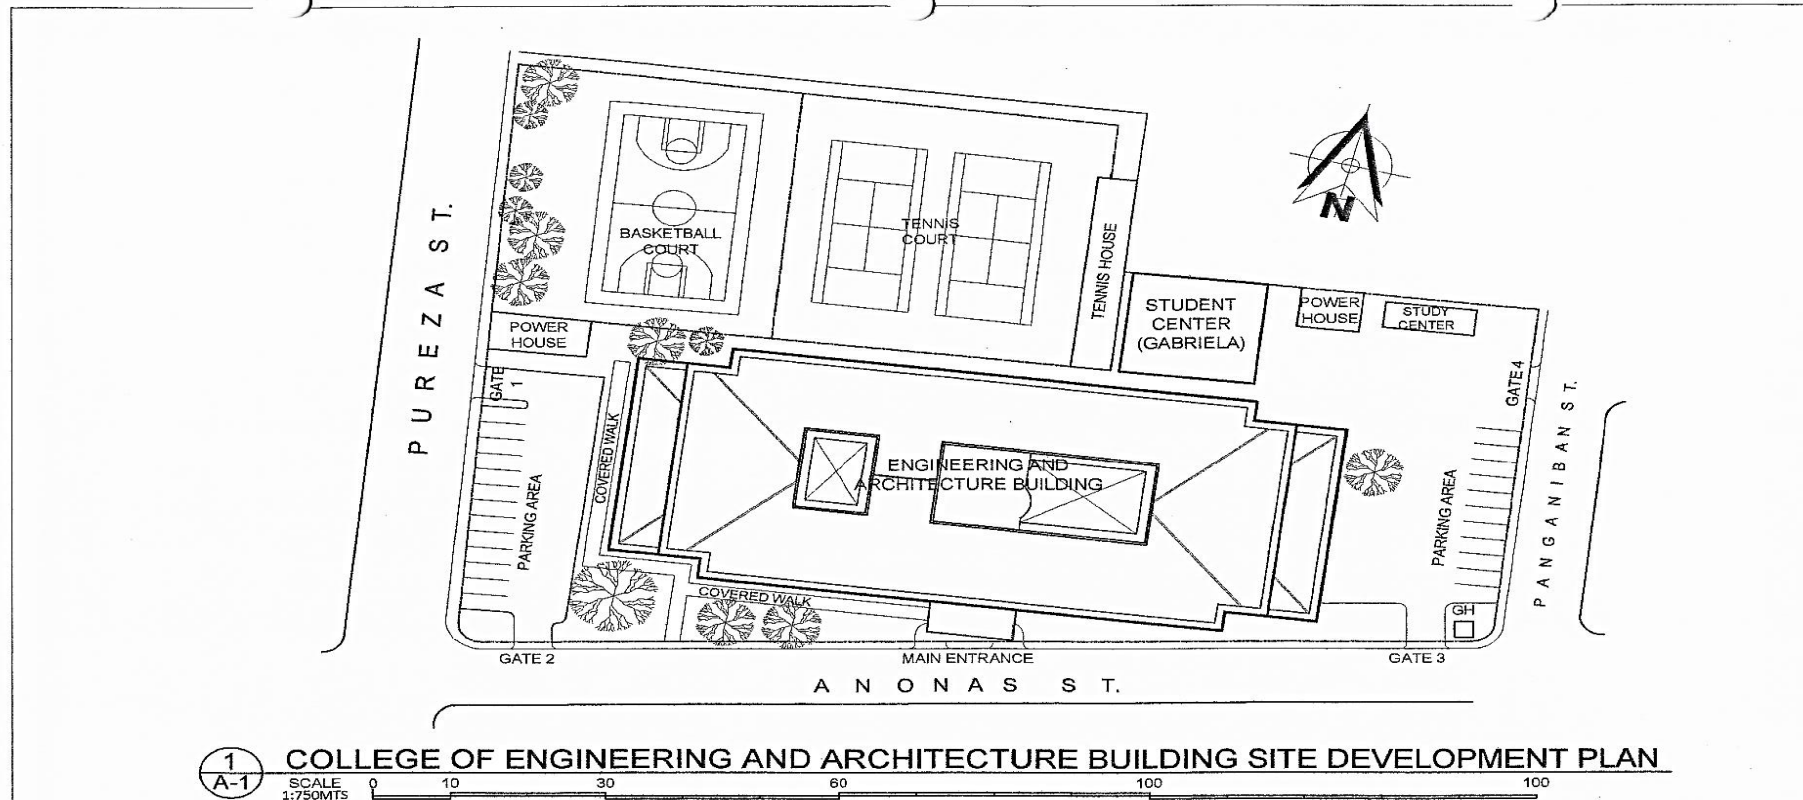 N
PUREZA ST.
BASKETBALL
COURT
TENNIS
COURT
TENNIS HOUSE
STUDENT
CENTER
(GABRIELA)
POWER
HOUSE
STUDY
CENTER
POWER
HOUSE
GATE 1
GATE 4
COVERED WALK
ENGINEERING AND
ARCHITECTURE BUILDING
PARKING AREA
PARKING AREA
PANGANIBAN ST.
COVERED WALK
GH
GATE 2
MAIN ENTRANCE
GATE 3
ANONAS ST.
1
A-1
COLLEGE OF ENGINEERING AND ARCHITECTURE BUILDING SITE DEVELOPMENT PLAN
SCALE
1:750MTS
0 10 30 60 100 100